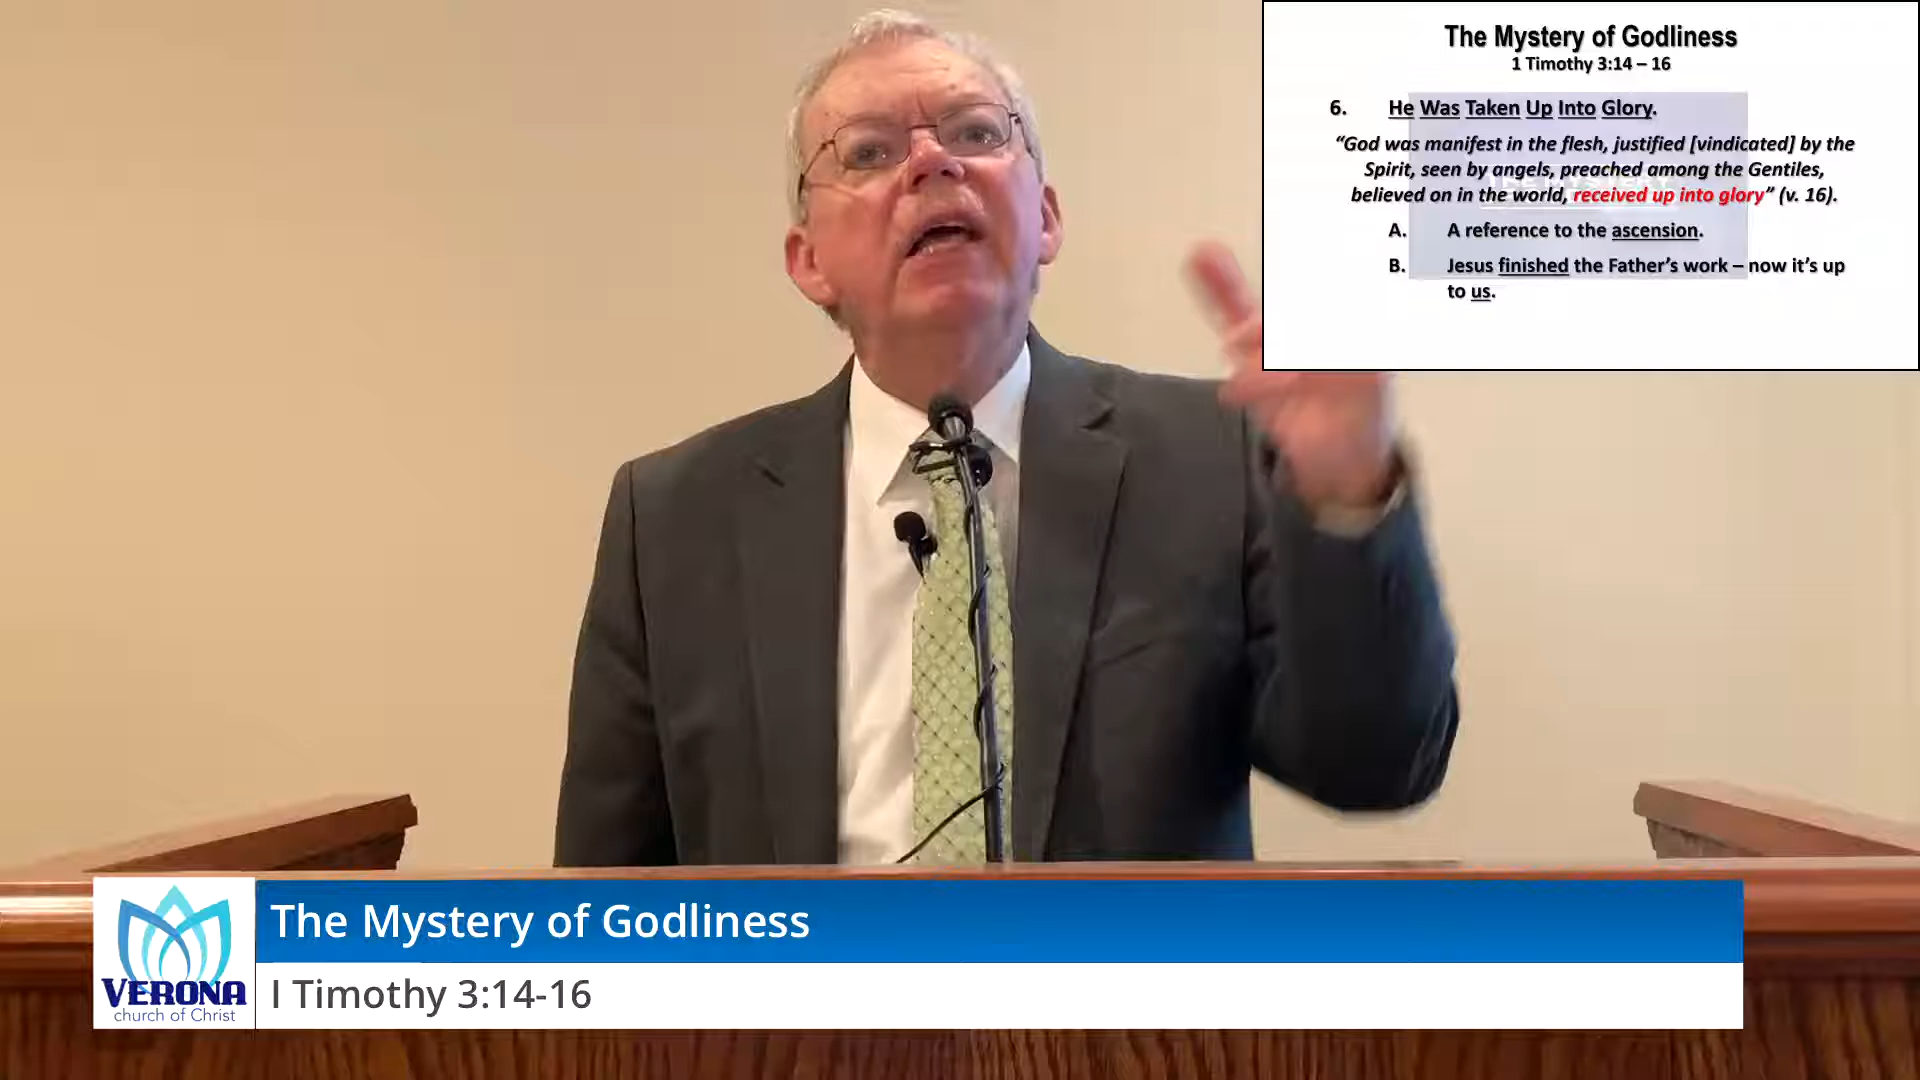 The Mystery of Godliness
1 Timothy 3:14 – 16
6. He Was Taken Up Into Glory.
“God was manifest in the flesh, justified [vindicated] by the
Spirit, seen by angels, preached among the Gentiles,
believed on in the world, received up into glory” (v. 16).
A. A reference to the ascension.
B. Jesus finished the Father’s work – now it’s up
to us.
The Mystery of Godliness
I Timothy 3:14-16
VERONA
church of Christ